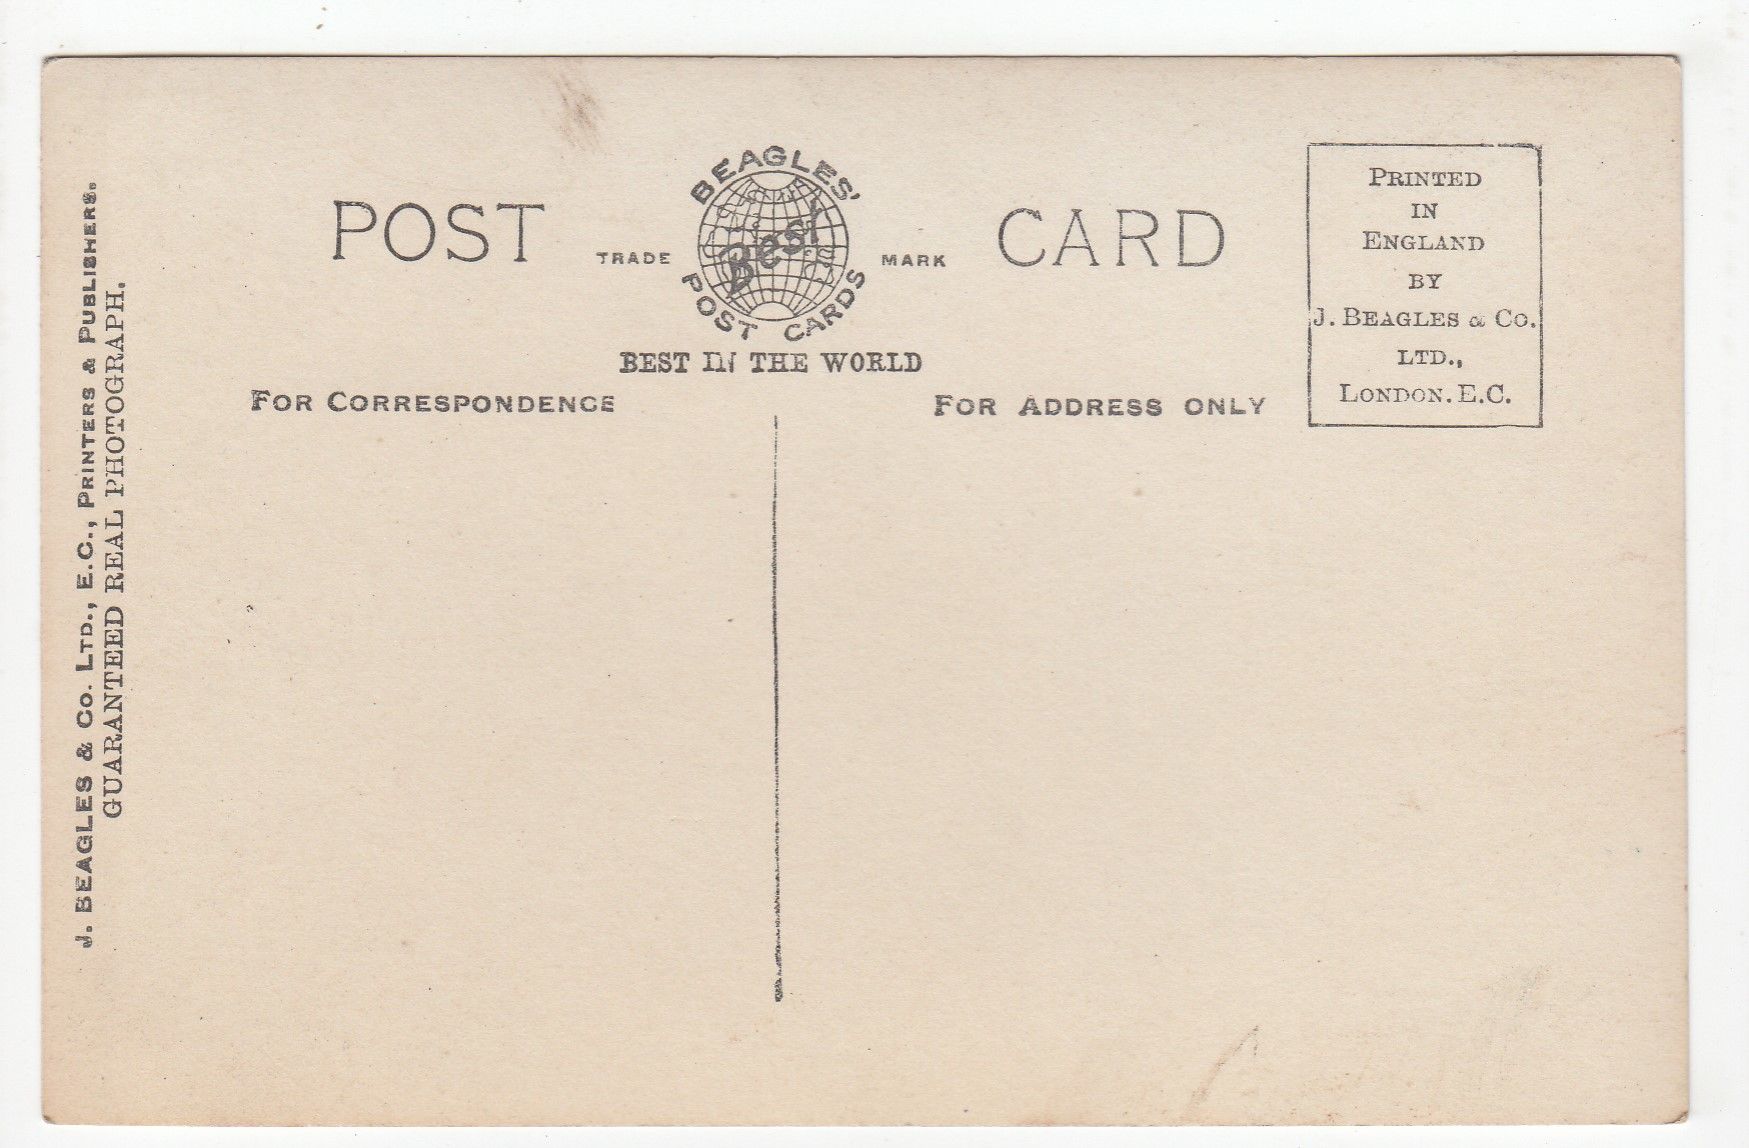 POST CARD
BEAGLES'
Best
TRADE MARK
POST CARDS
BEST IN THE WORLD
FOR CORRESPONDENCE
FOR ADDRESS ONLY
PRINTED
IN
ENGLAND
BY
J. BEAGLES & CO.
LTD.,
LONDON. E.C.
J. BEAGLES & CO. LTD., E.C., PRINTERS & PUBLISHERS.
GUARANTEED REAL PHOTOGRAPH.